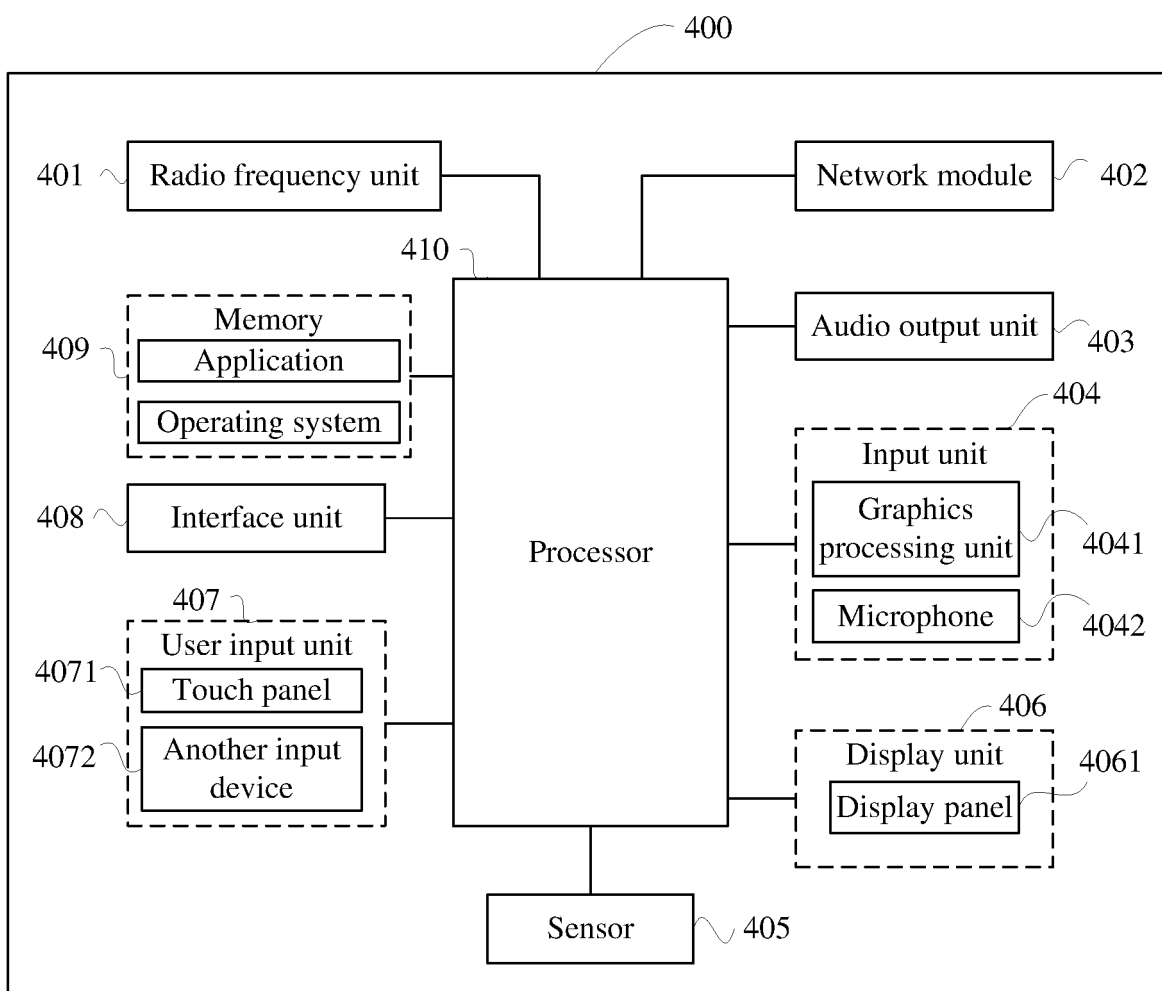 400
401
Radio frequency unit
Network module
402
410
Memory
Application
Operating system
409
Audio output unit
403
404
Input unit
Graphics
processing unit
4041
Microphone
4042
408
Interface unit
Processor
407
User input unit
4071
Touch panel
4072
Another input
device
406
Display unit
4061
Display panel
Sensor
405